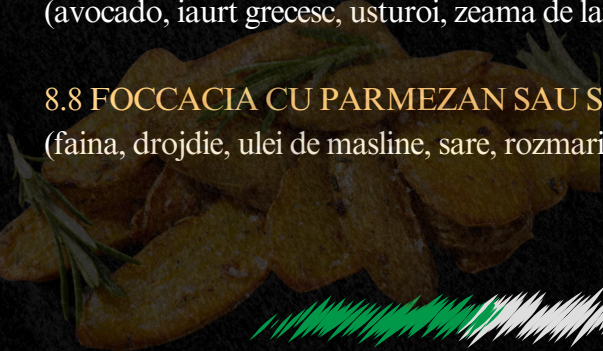 (avocado, iaurt grecesc, usturoi, zeama de la
8.8 FOCCACIA CU PARMEZAN SAU S
(faina, drojdie, ulei de masline, sare, rozmari